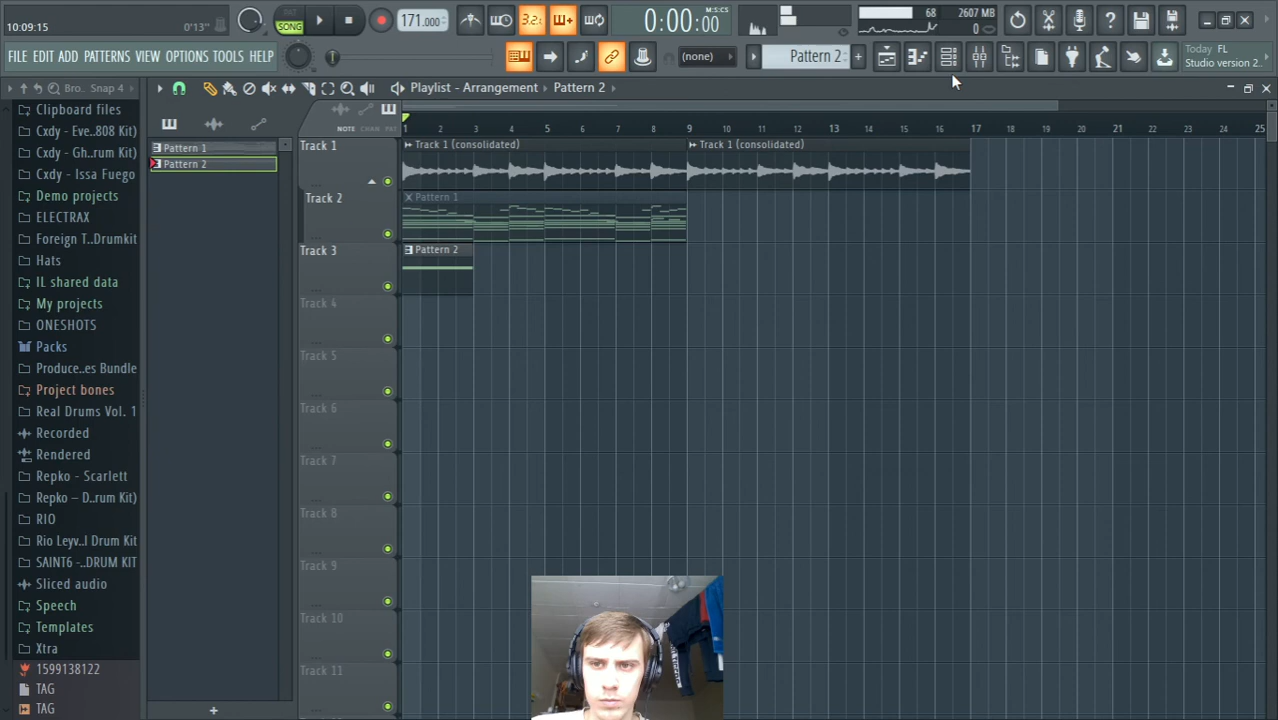 10:09:15
SONG
171.000
3.2.
0:00:00
M:S:CS
68
2607 MB
0
0'13"
FILE EDIT ADD PATTERNS VIEW OPTIONS TOOLS HELP
(none)
Pattern 2
Today FL
Studio version 2..
Bro.. Snap 4
Playlist - Arrangement
Pattern 2
Clipboard files
Cxdy - Eve...808 Kit)
Cxdy - Gh...rum Kit)
Cxdy - Issa Fuego
Demo projects
ELECTRAX
Foreign T..Drumkit
Hats
IL shared data
My projects
ONESHOTS
Packs
Produce..es Bundle
Project bones
Real Drums Vol. 1
Recorded
Rendered
Repko - Scarlett
Repko – D..rum Kit)
RIO
Rio Leyv..l Drum Kit
SAINT6 -..DRUM KIT
Sliced audio
Speech
Templates
Xtra
1599138122
TAG
TAG
Pattern 1
Pattern 2
NOTE CHAN PAT
1 2 3 4 5 6 7 8 9 10 11 12 13 14 15 16 17 18 19 20 21 22 23 24 25
Track 1
Track 1 (consolidated)
Track 1 (consolidated)
Track 2
Pattern 1
Track 3
Pattern 2
Track 4
Track 5
Track 6
Track 7
Track 8
Track 9
Track 10
Track 11